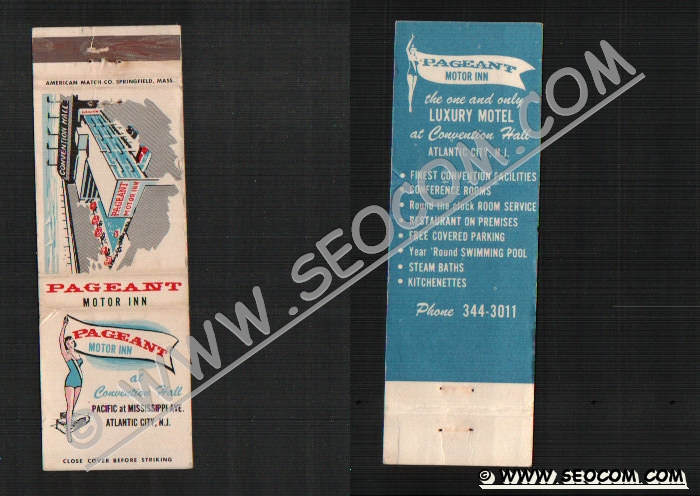 AMERICAN MATCH CO. SPRINGFIELD, MASS.
CONVENTION HALL
PAGEANT
MOTOR INN
PAGEANT
MOTOR INN
PAGEANT
MOTOR INN
at
Convention Hall
PACIFIC at MISSISSIPPI AVE.
ATLANTIC CITY, N.J.
CLOSE COVER BEFORE STRIKING
PAGEANT
MOTOR INN
the one and only
LUXURY MOTEL
at Convention Hall
ATLANTIC CITY, N.J.
• FINEST CONVENTION FACILITIES
• CONFERENCE ROOMS
• Round the clock ROOM SERVICE
• RESTAURANT ON PREMISES
• FREE COVERED PARKING
• Year 'Round SWIMMING POOL
• STEAM BATHS
• KITCHENETTES
Phone 344-3011
© WWW.SEOCOM.COM
© WWW.SEOCOM.COM